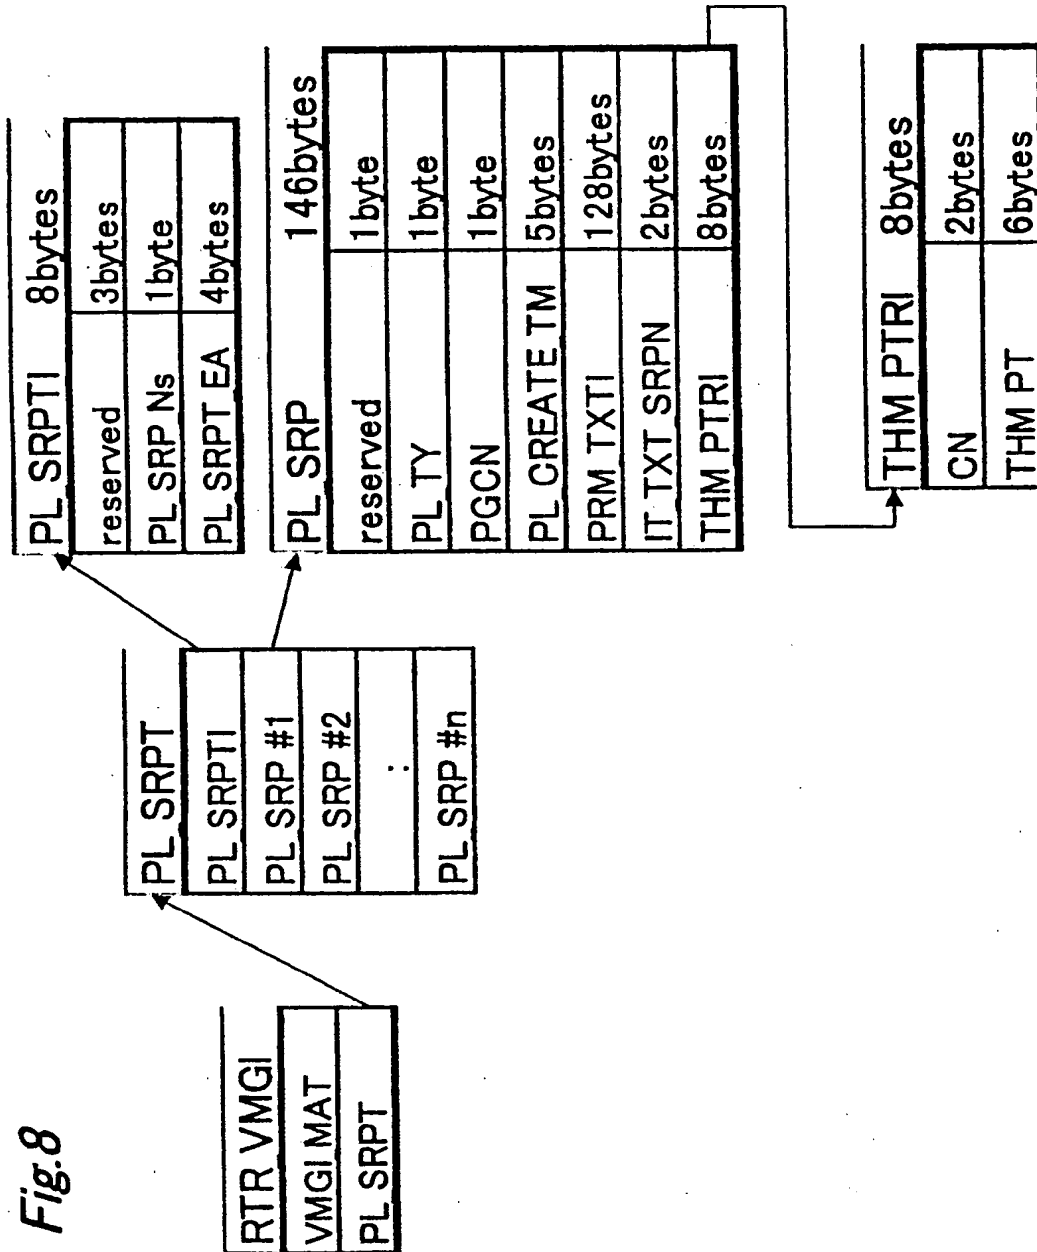 Fig.8
RTR VMGI
VMGI MAT
PL SRPT
PL SRPT
PL SRPTI
PL SRP #1
PL SRP #2
:
PL SRP #n
PL SRPTI 8bytes
reserved 3bytes
PL SRP Ns 1byte
PL SRPT EA 4bytes
PL SRP 146bytes
reserved 1byte
PL TY 1byte
PGCN 1byte
PL CREATE TM 5bytes
PRM TXTI 128bytes
IT TXT SRPN 2bytes
THM PTRI 8bytes
THM PTRI 8bytes
CN 2bytes
THM PT 6bytes